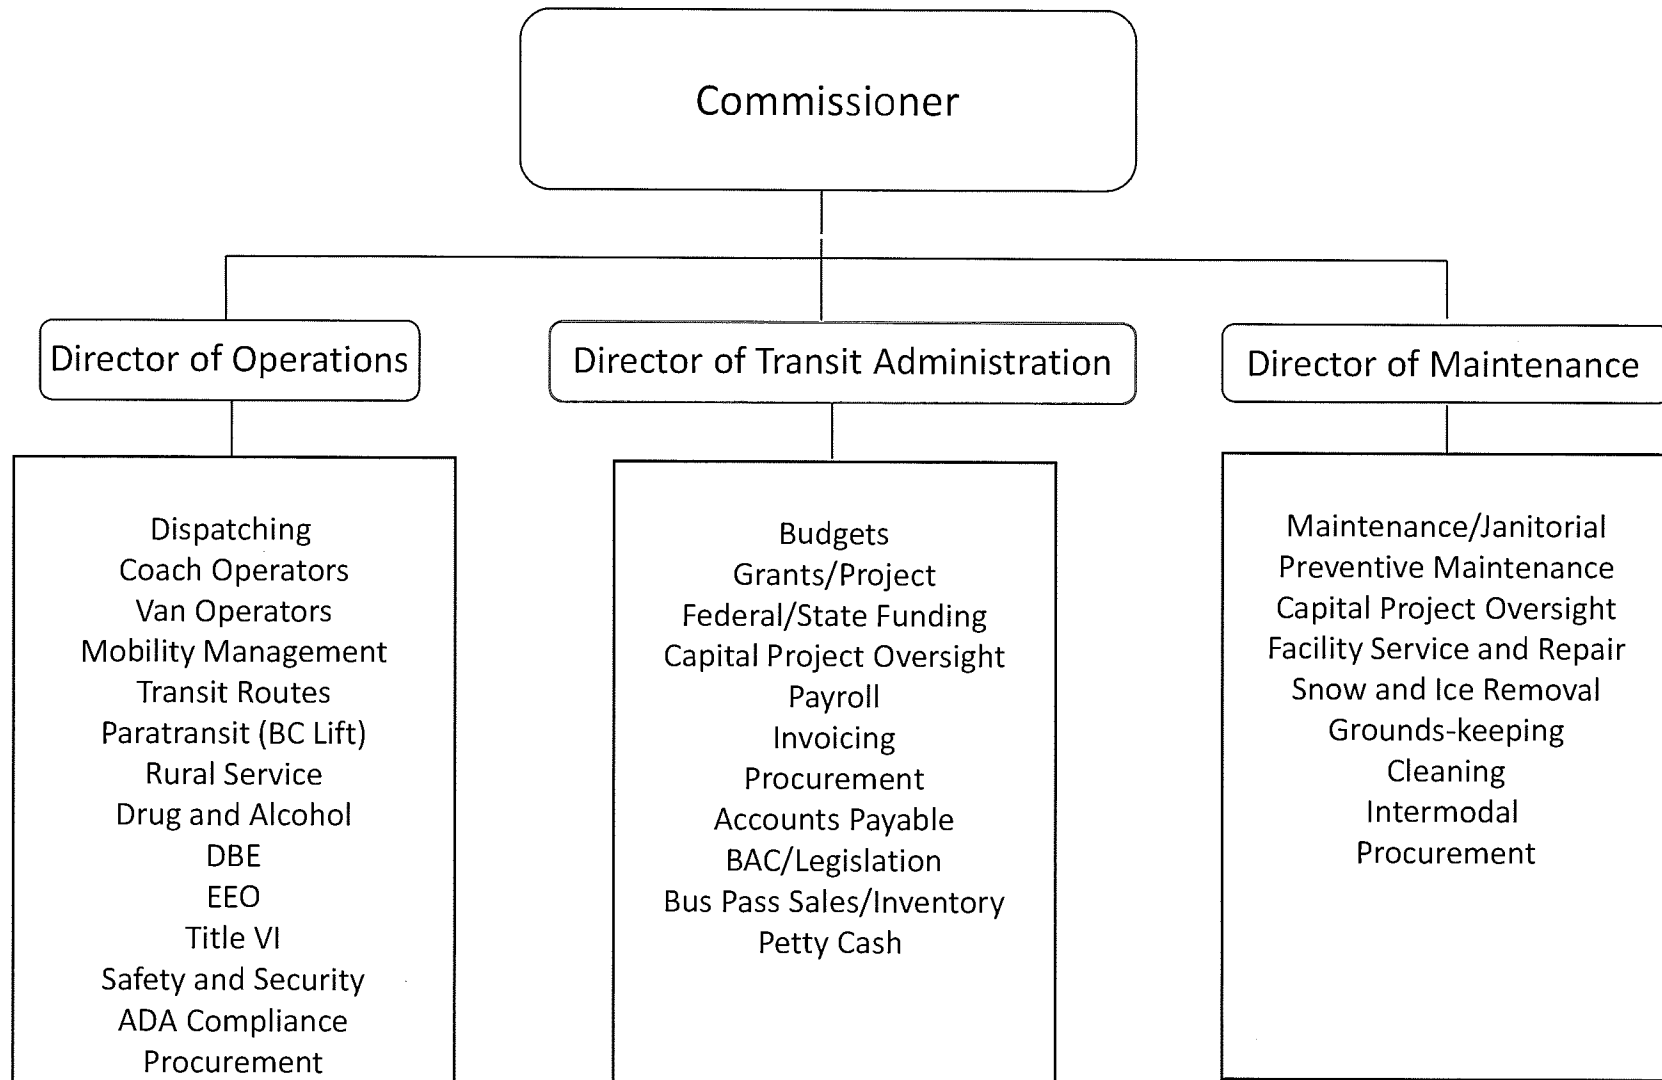 Commissioner
Director of Operations
Director of Transit Administration
Director of Maintenance
Dispatching
Coach Operators
Van Operators
Mobility Management
Transit Routes
Paratransit (BC Lift)
Rural Service
Drug and Alcohol
DBE
EEO
Title VI
Safety and Security
ADA Compliance
Procurement
Budgets
Grants/Project
Federal/State Funding
Capital Project Oversight
Payroll
Invoicing
Procurement
Accounts Payable
BAC/Legislation
Bus Pass Sales/Inventory
Petty Cash
Maintenance/Janitorial
Preventive Maintenance
Capital Project Oversight
Facility Service and Repair
Snow and Ice Removal
Grounds-keeping
Cleaning
Intermodal
Procurement